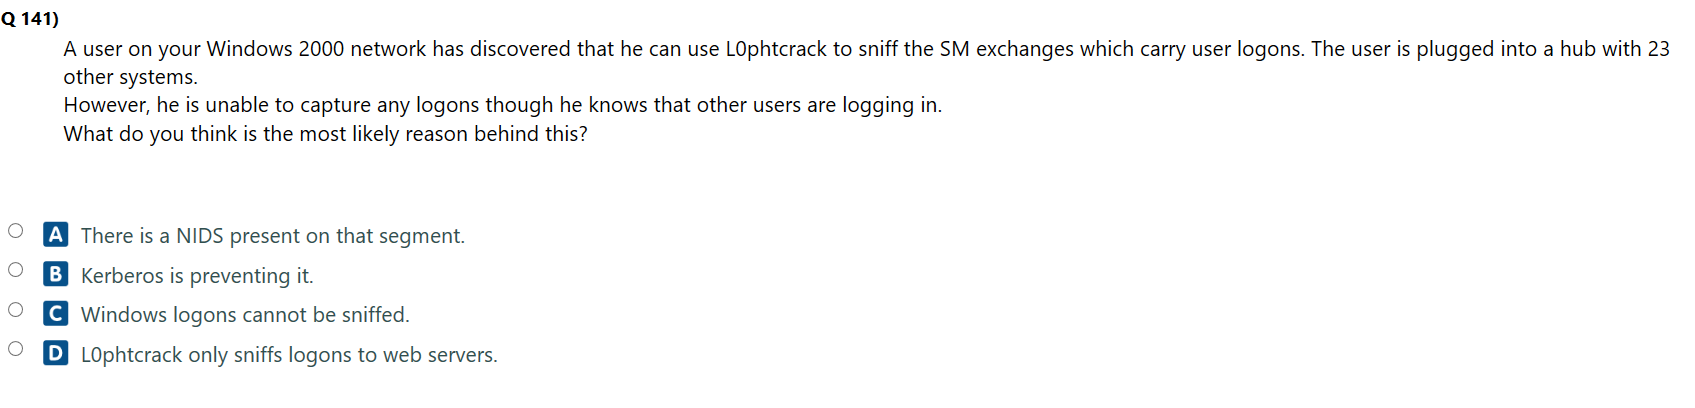 Q 141)
A user on your Windows 2000 network has discovered that he can use L0phtcrack to sniff the SM exchanges which carry user logons. The user is plugged into a hub with 23
other systems.
However, he is unable to capture any logons though he knows that other users are logging in.
What do you think is the most likely reason behind this?
A There is a NIDS present on that segment.
B Kerberos is preventing it.
C Windows logons cannot be sniffed.
D L0phtcrack only sniffs logons to web servers.